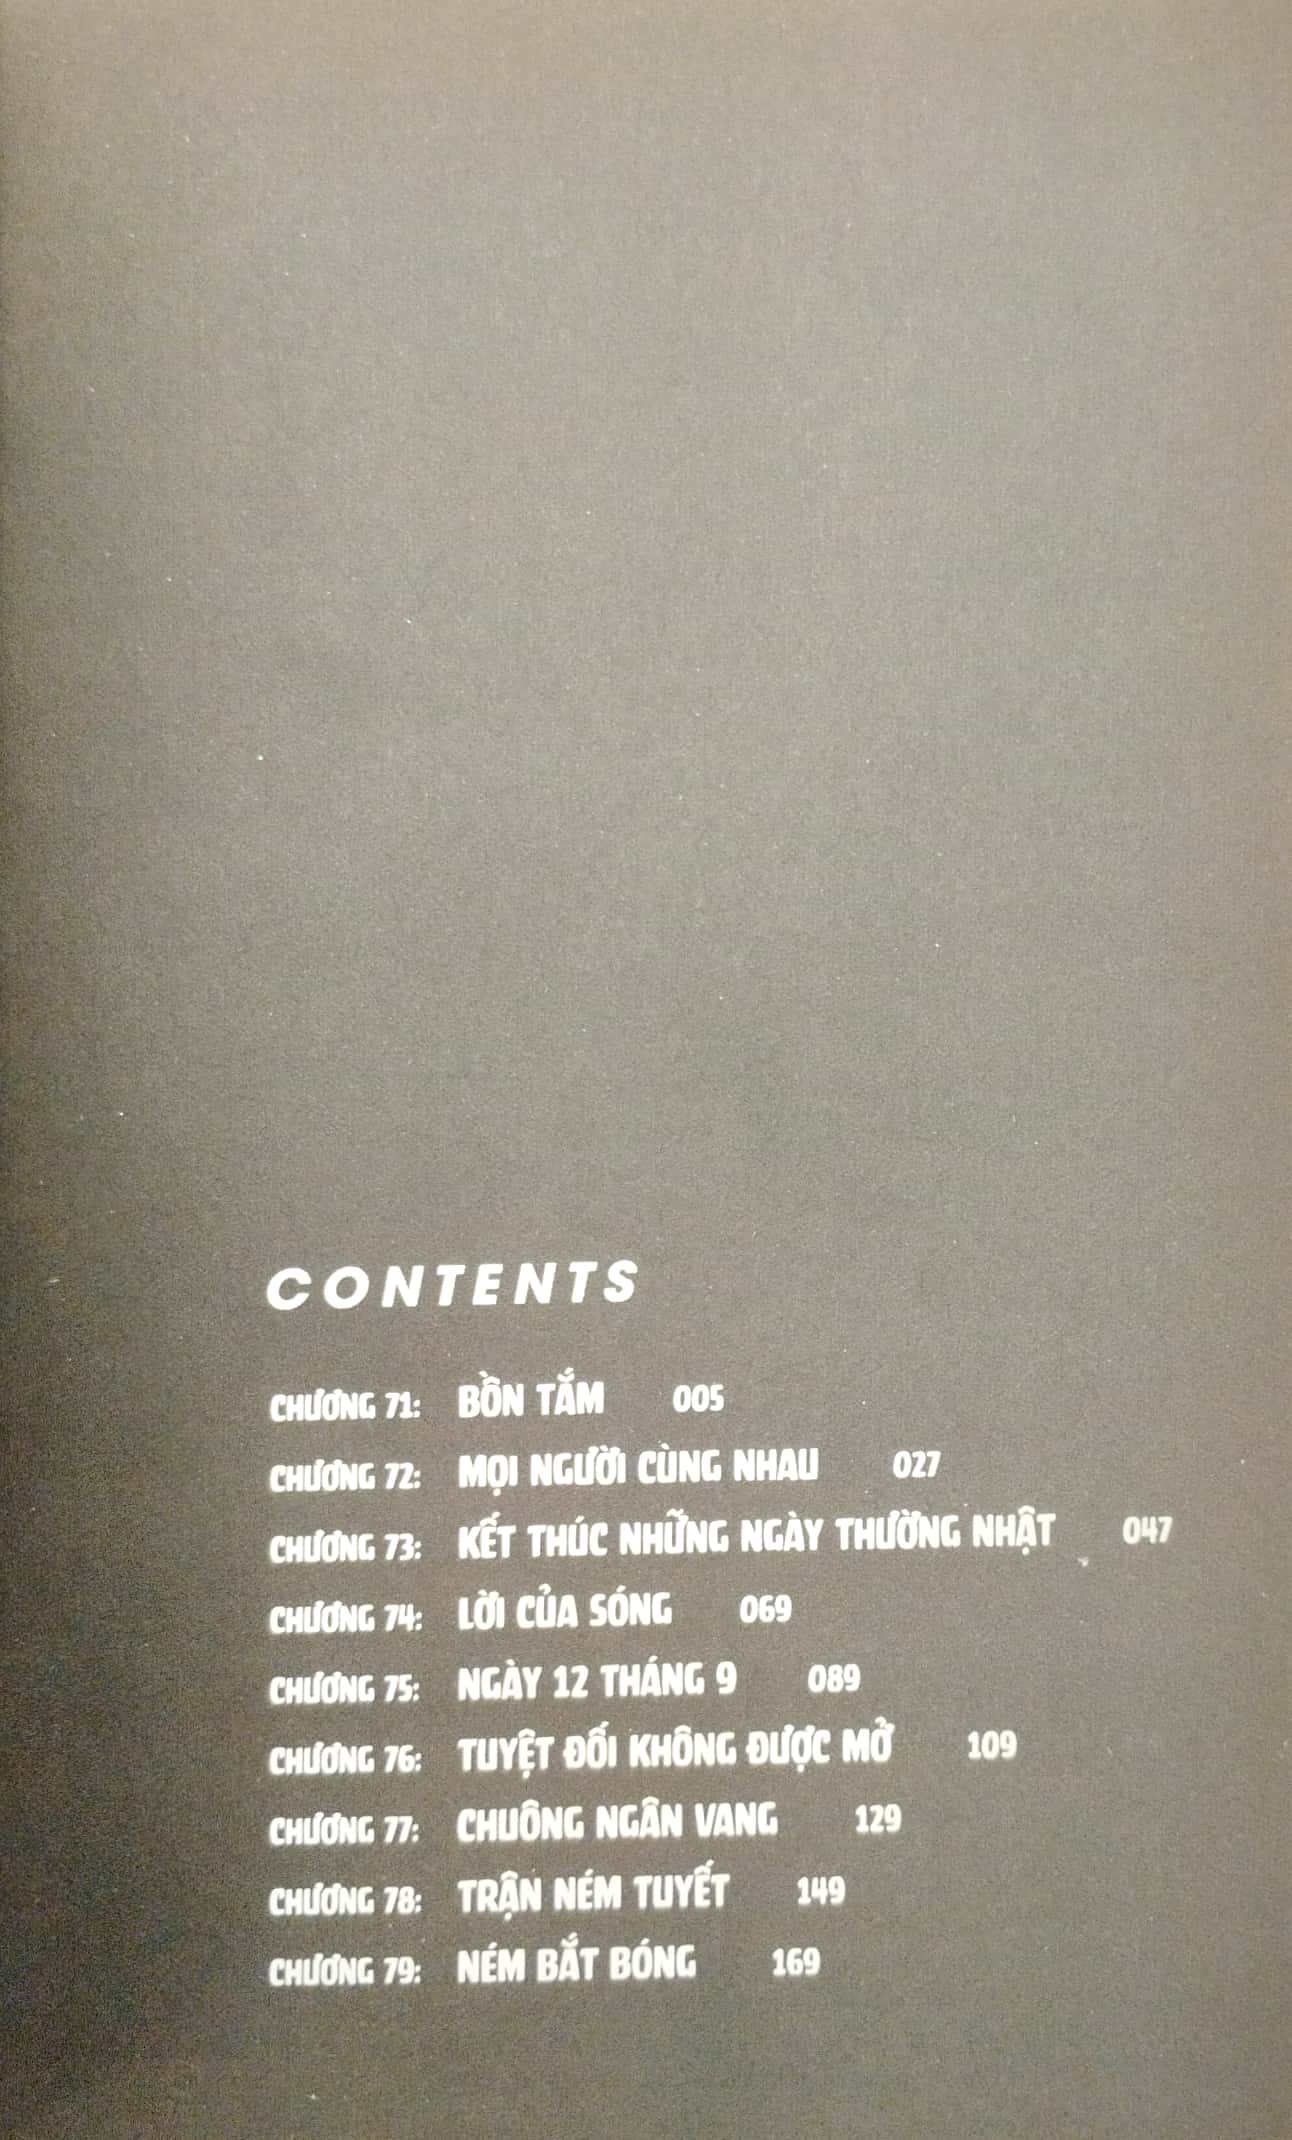 CONTENTS
CHƯƠNG 71: BỒN TẮM 005
CHƯƠNG 72: MỌI NGƯỜI CÙNG NHAU 027
CHƯƠNG 73: KẾT THÚC NHỮNG NGÀY THƯỜNG NHẬT 047
CHƯƠNG 74: LỜI CỦA SÓNG 069
CHƯƠNG 75: NGÀY 12 THÁNG 9 089
CHƯƠNG 76: TUYỆT ĐỐI KHÔNG ĐƯỢC MỞ 109
CHƯƠNG 77: CHUÔNG NGÂN VANG 129
CHƯƠNG 78: TRẬN NÉM TUYẾT 149
CHƯƠNG 79: NÉM BẮT BÓNG 169